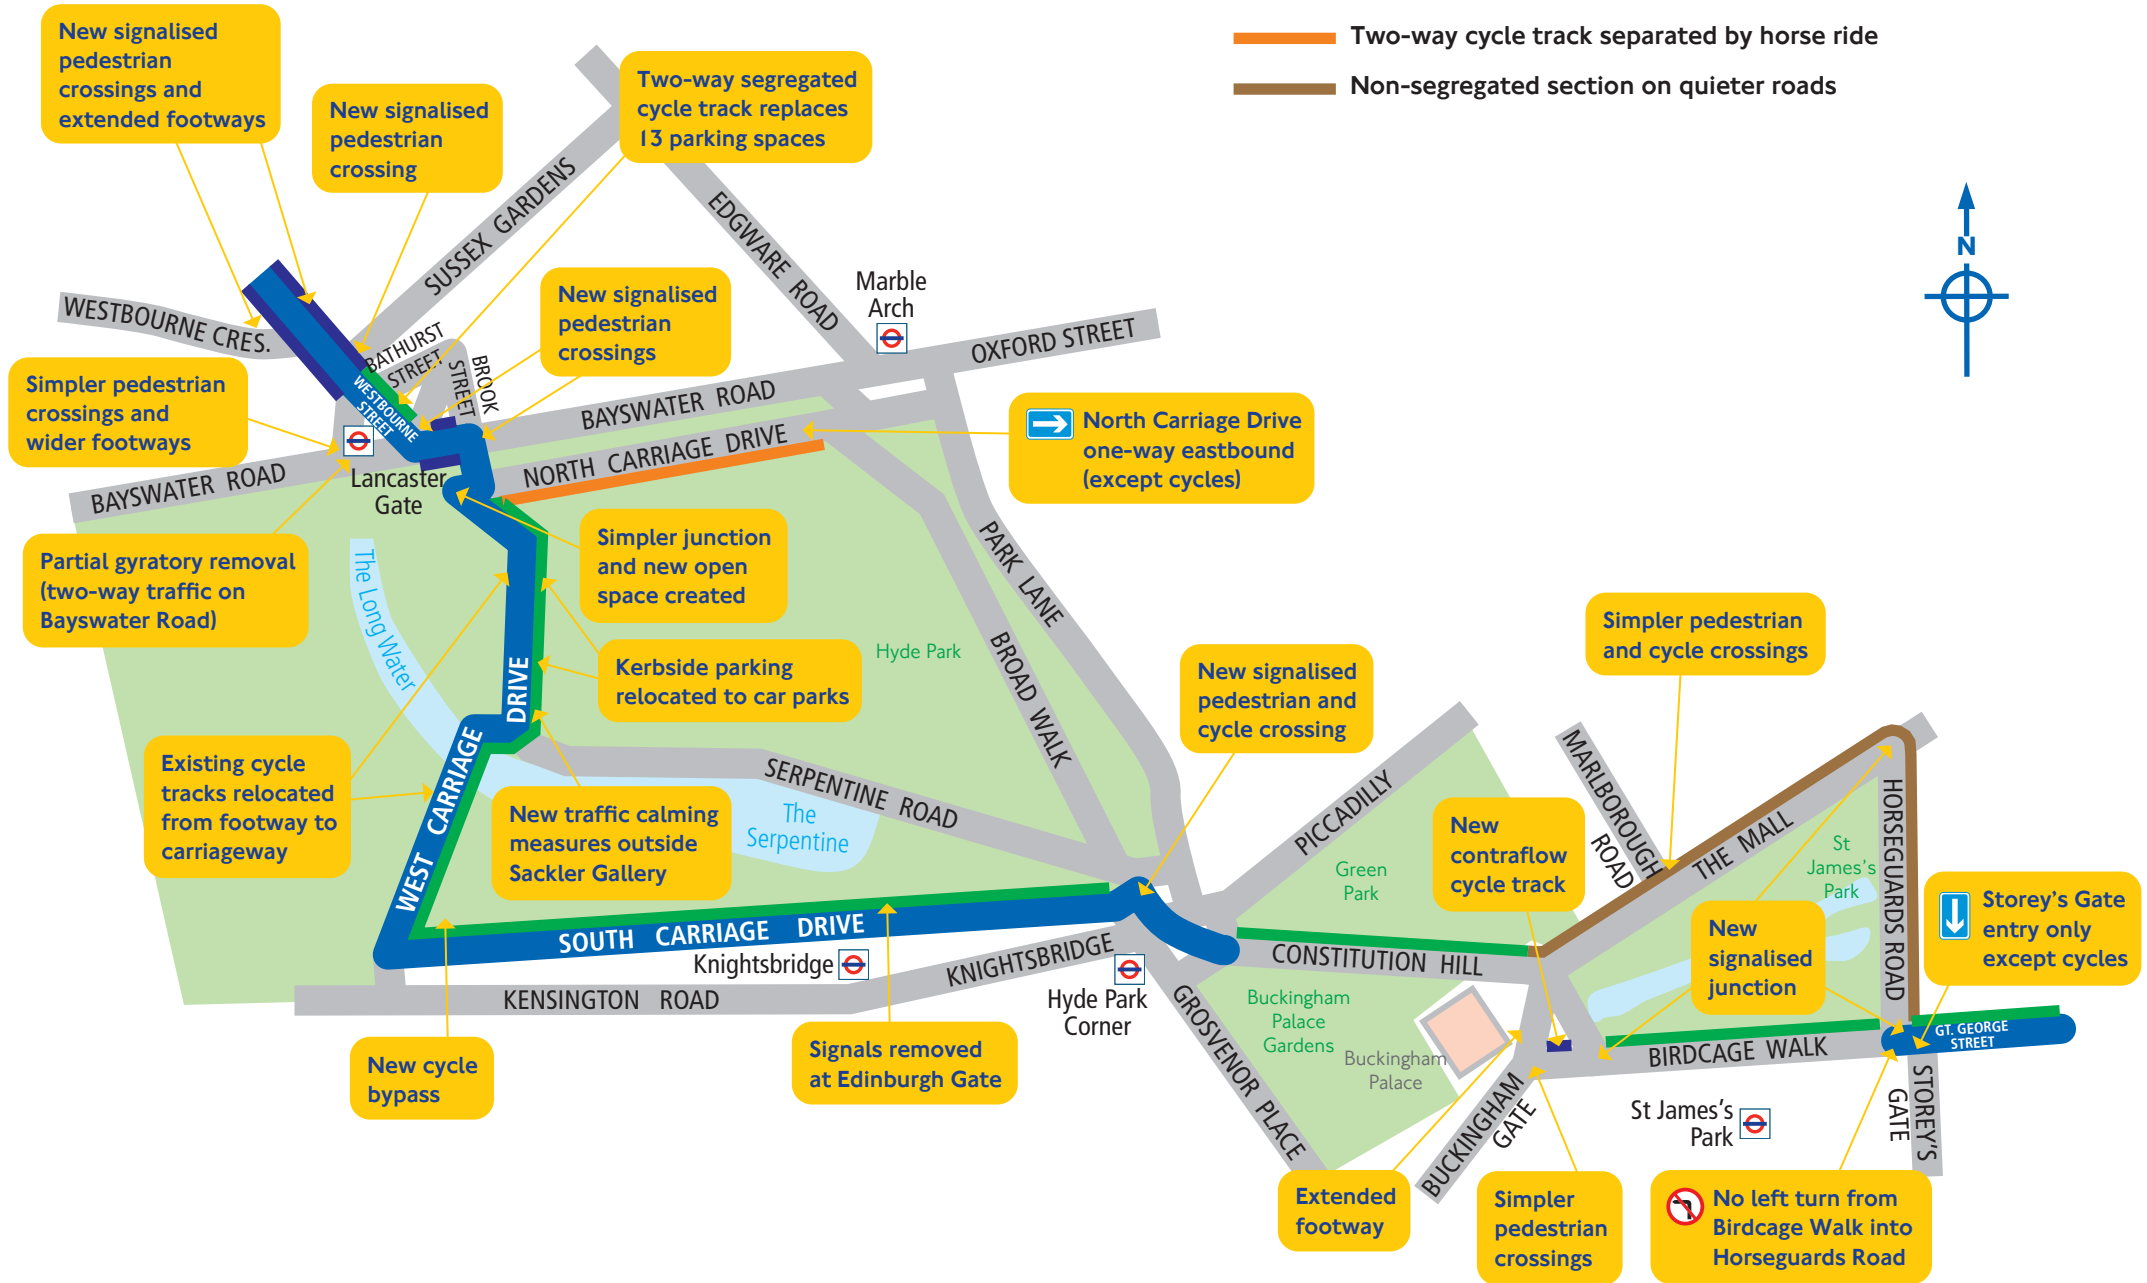 Two-way cycle track separated by horse ride
Non-segregated section on quieter roads
N
New signalised
pedestrian
crossings and
extended footways
New signalised
pedestrian
crossing
Two-way segregated
cycle track replaces
13 parking spaces
SUSSEX GARDENS
EDGWARE ROAD
Marble
Arch
OXFORD STREET
New signalised
pedestrian
crossings
WESTBOURNE CRES.
BATHURST
STREET
BROOK
STREET
WESTBOURNE
STREET
Simpler pedestrian
crossings and
wider footways
BAYSWATER ROAD
NORTH CARRIAGE DRIVE
North Carriage Drive
one-way eastbound
(except cycles)
BAYSWATER ROAD
Lancaster
Gate
Partial gyratory removal
(two-way traffic on
Bayswater Road)
The Long Water
Simpler junction
and new open
space created
PARK LANE
BROAD WALK
Hyde Park
Kerbside parking
relocated to car parks
Existing cycle
tracks relocated
from footway to
carriageway
WEST CARRIAGE DRIVE
New traffic calming
measures outside
Sackler Gallery
The
Serpentine
SERPENTINE ROAD
New signalised
pedestrian and
cycle crossing
Simpler pedestrian
and cycle crossings
PICCADILLY
MARLBOROUGH
ROAD
THE MALL
New
contraflow
cycle track
Green
Park
St
James's
Park
HORSEGUARDS ROAD
Storey's Gate
entry only
except cycles
New
signalised
junction
SOUTH CARRIAGE DRIVE
Knightsbridge
KNIGHTSBRIDGE
KENSINGTON ROAD
Hyde Park
Corner
CONSTITUTION HILL
Buckingham
Palace
Gardens
Buckingham
Palace
GROSVENOR PLACE
BIRDCAGE WALK
GT. GEORGE
STREET
New cycle
bypass
Signals removed
at Edinburgh Gate
BUCKINGHAM
GATE
St James's
Park
STOREY'S
GATE
Extended
footway
Simpler
pedestrian
crossings
No left turn from
Birdcage Walk into
Horseguards Road